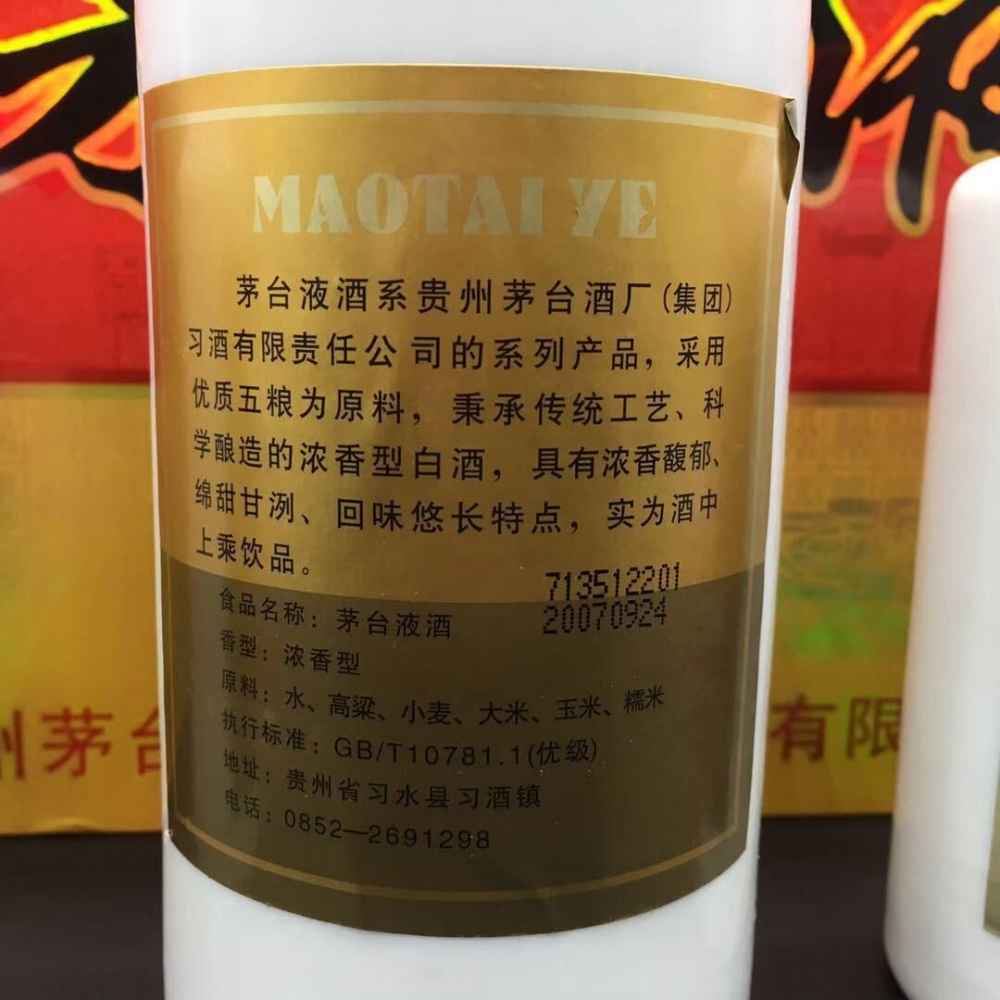 MAOTAI YE
茅台液酒系贵州茅台酒厂(集团)
习酒有限责任公司的系列产品，采用
优质五粮为原料，秉承传统工艺、科
学酿造的浓香型白酒，具有浓香馥郁、
绵甜甘洌、回味悠长特点，实为酒中
上乘饮品。
713512201
20070924
食品名称：茅台液酒
香型：浓香型
原料：水、高粱、小麦、大米、玉米、糯米
执行标准：GB/T10781.1(优级)
地址：贵州省习水县习酒镇
电话：0852—2691298
州茅台
有限